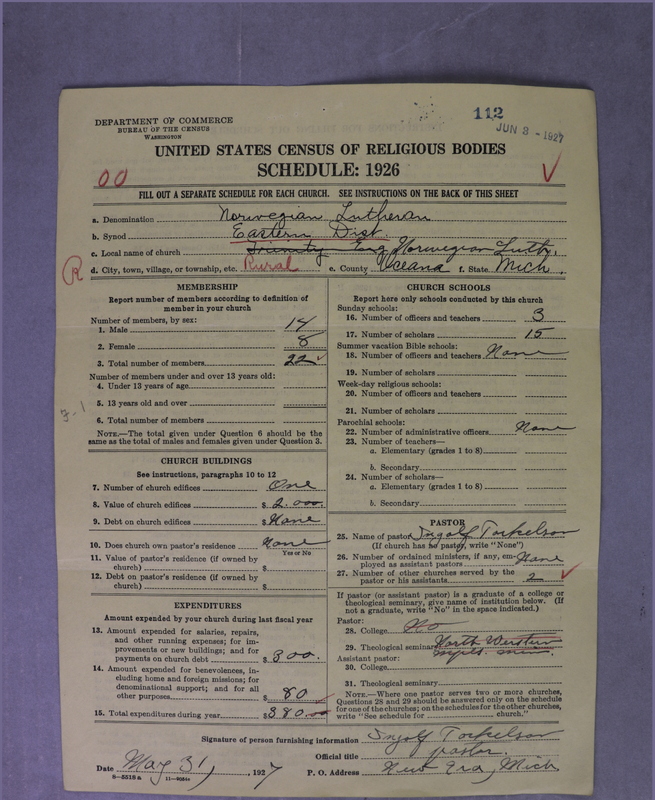 112
JUN 3 - 1927
DEPARTMENT OF COMMERCE
BUREAU OF THE CENSUS
WASHINGTON
UNITED STATES CENSUS OF RELIGIOUS BODIES
SCHEDULE: 1926
00
FILL OUT A SEPARATE SCHEDULE FOR EACH CHURCH. SEE INSTRUCTIONS ON THE BACK OF THIS SHEET
a. Denomination Norwegian Lutheran
b. Synod Eastern Dist.
c. Local name of church Trinity Eng Norwegian Luth.
R
d. City, town, village, or township, etc. Rural e. County Oceana f. State Mich.
MEMBERSHIP
Report number of members according to definition of
member in your church
Number of members, by sex:
1. Male 14
2. Female 8
3. Total number of members 22
Number of members under and over 13 years old:
4. Under 13 years of age
5. 13 years old and over
6. Total number of members
NOTE.—The total given under Question 6 should be the
same as the total of males and females given under Question 3.
7-1
CHURCH BUILDINGS
See instructions, paragraphs 10 to 12
7. Number of church edifices One
8. Value of church edifices $ 2.000.
9. Debt on church edifices $ None
10. Does church own pastor's residence None
Yes or No
11. Value of pastor's residence (if owned by
church) $
12. Debt on pastor's residence (if owned by
church) $
EXPENDITURES
Amount expended by your church during last fiscal year
13. Amount expended for salaries, repairs,
and other running expenses; for im-
provements or new buildings; and for
payments on church debt $ 300.
14. Amount expended for benevolences, in-
cluding home and foreign missions; for
denominational support; and for all
other purposes 80
15. Total expenditures during year $ 380.00
CHURCH SCHOOLS
Report here only schools conducted by this church
Sunday schools:
16. Number of officers and teachers 3
17. Number of scholars 15
Summer vacation Bible schools:
18. Number of officers and teachers None
19. Number of scholars
Week-day religious schools:
20. Number of officers and teachers
21. Number of scholars
Parochial schools:
22. Number of administrative officers None
23. Number of teachers—
a. Elementary (grades 1 to 8)
b. Secondary
24. Number of scholars—
a. Elementary (grades 1 to 8)
b. Secondary
PASTOR
25. Name of pastor Ingolf Torkelson
(If church has no pastor, write "None")
26. Number of ordained ministers, if any, em-
ployed as assistant pastors None
27. Number of other churches served by the
pastor or his assistants 2
If pastor (or assistant pastor) is a graduate of a college or
theological seminary, give name of institution below. (If
not a graduate, write "No" in the space indicated.)
Pastor:
28. College No
29. Theological seminary North Western
Mpls. Minn.
Assistant pastor:
30. College
31. Theological seminary
NOTE.—Where one pastor serves two or more churches,
Questions 28 and 29 should be answered only on the schedule
for one of the churches; on the schedules for the other churches,
write "See schedule for church."
Signature of person furnishing information Ingolf Torkelson
Official title pastor.
Date May 31, 1927 P. O. Address New Era, Mich
8-5518a 11-4694